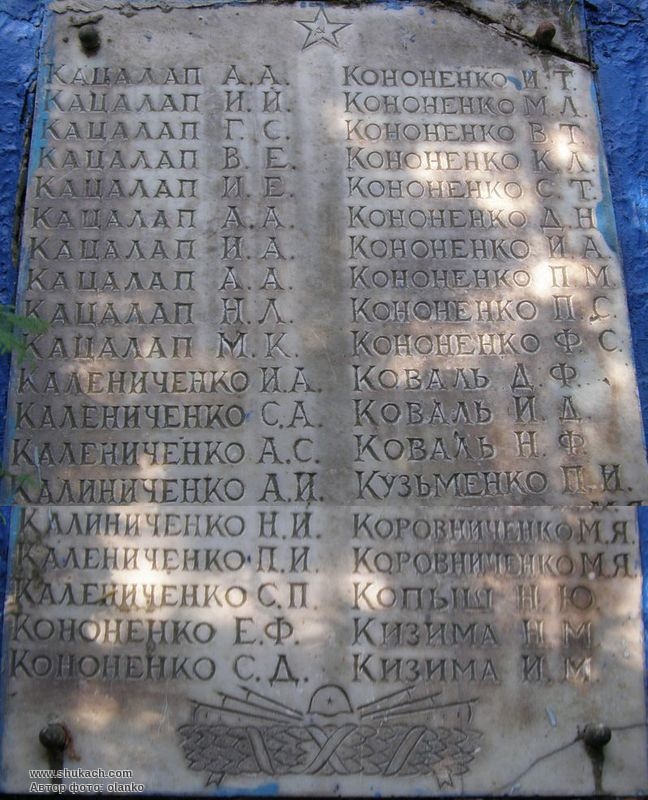 Кацалап А. А.
Кацалап И. И.
Кацалап Г. С.
Кацалап В. Е.
Кацалап И. Е.
Кацалап А. А.
Кацалап И. А.
Кацалап А. А.
Кацалап Н. Л.
Кацалап М. К.
Калениченко И. А.
Калениченко С. А.
Калениченко А. С.
Калиниченко А. И.
Калиниченко Н. И.
Калениченко П. И.
Калениченко С. П.
Кононенко Е. Ф.
Кононенко С. Д.
Кононенко И. Т.
Кононенко М. Л.
Кононенко В. Т.
Кононенко К. Л.
Кононенко С. Т.
Кононенко Д. Н.
Кононенко И. А.
Кононенко П. М.
Кононенко П. С.
Кононенко Ф. С.
Коваль Д. Ф.
Коваль И. Д.
Коваль Н. Ф.
Кузьменко П. И.
Коровниченко М. Я.
Коровниченко М. Я.
Копыш Н. Ю.
Кизима Н. М.
Кизима И. М.
www.shukach.com
Автор фото: olanko